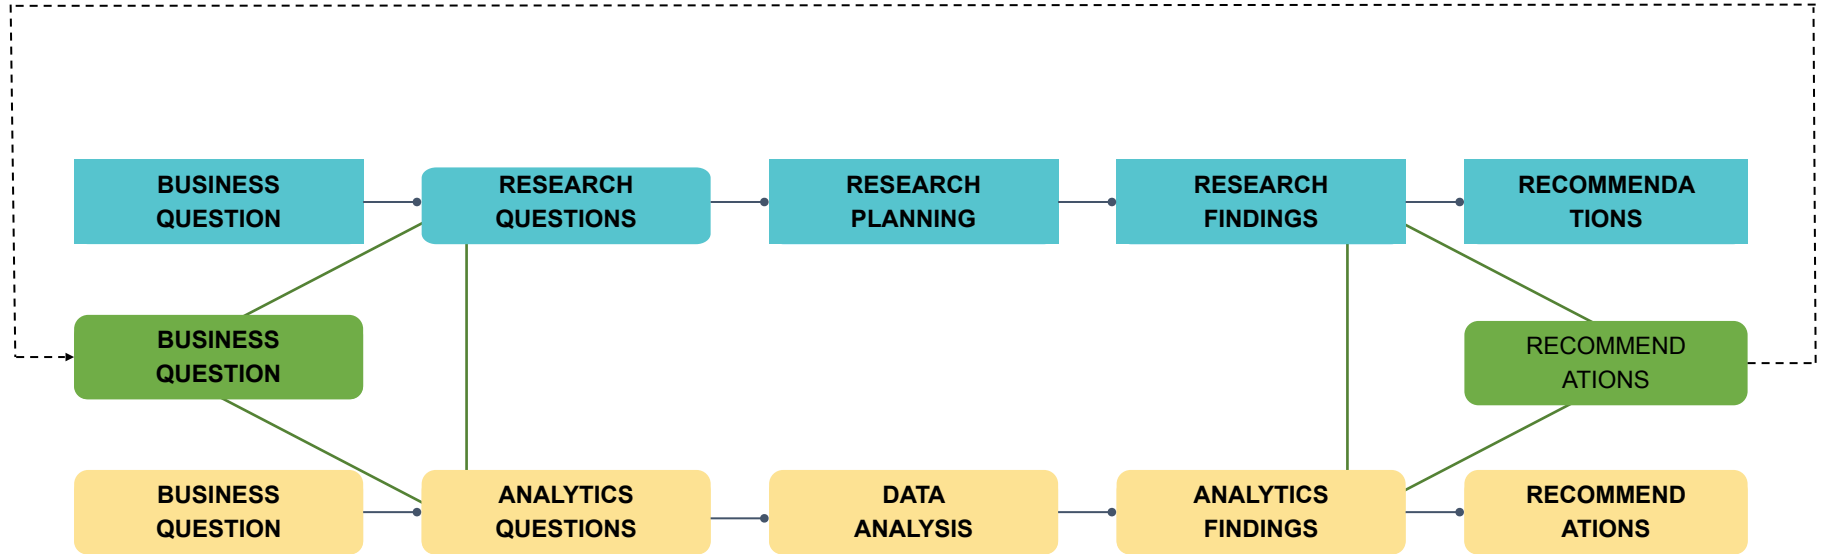 BUSINESS
QUESTION
RESEARCH
QUESTIONS
RESEARCH
PLANNING
RESEARCH
FINDINGS
RECOMMENDA
TIONS
BUSINESS
QUESTION
RECOMMEND
ATIONS
BUSINESS
QUESTION
ANALYTICS
QUESTIONS
DATA
ANALYSIS
ANALYTICS
FINDINGS
RECOMMEND
ATIONS